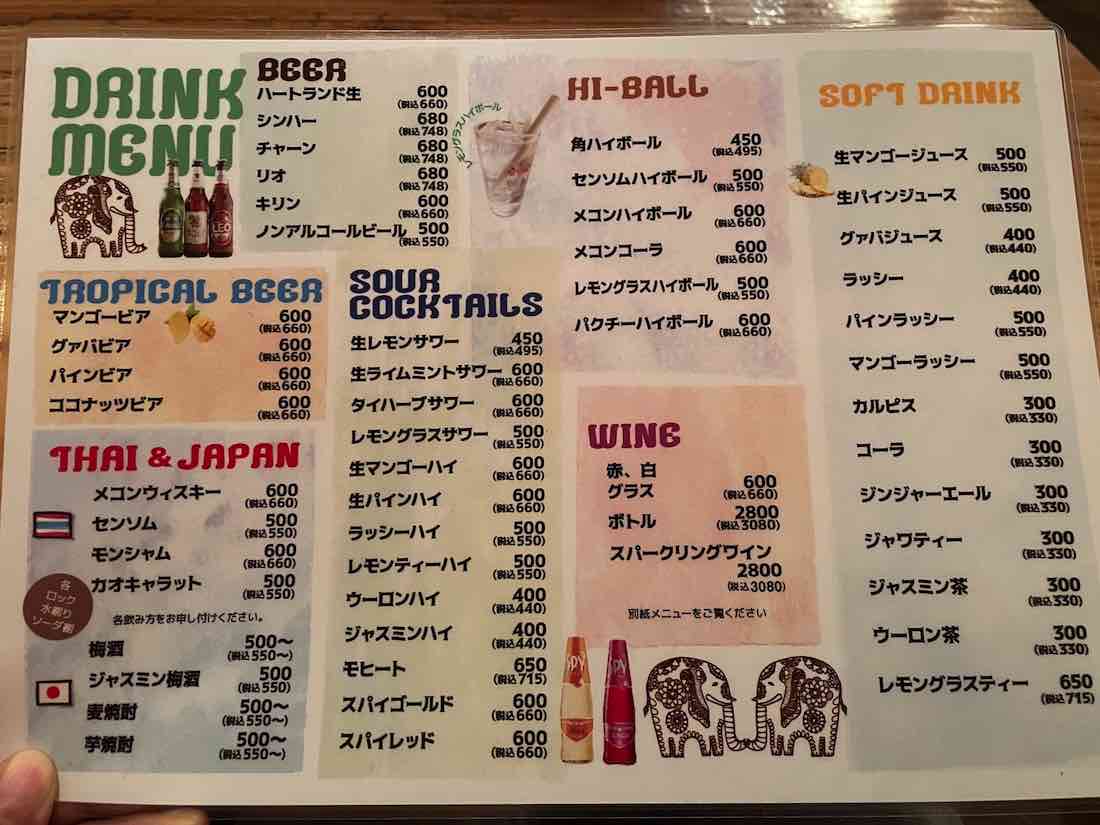 DRINK
MENU
BEER
ハートランド生 600
(税込660)
シンハー 680
(税込748)
チャーン 680
(税込748)
リオ 680
(税込748)
キリン 600
(税込660)
ノンアルコールビール 500
(税込550)
TROPICAL BEER
マンゴービア 600
(税込660)
グァバビア 600
(税込660)
パインビア 600
(税込660)
ココナッツビア 600
(税込660)
THAI & JAPAN
メコンウィスキー 600
(税込660)
センソム 500
(税込550)
モンシャム 600
(税込660)
カオキャラット 500
(税込550)
各
ロック
水割り
ソーダ割
各飲み方をお申し付けください。
梅酒 500〜
(税込550〜)
ジャスミン梅酒 500
(税込550)
麦焼酎 500〜
(税込550〜)
芋焼酎 500〜
(税込550〜)
SOUR
COCKTAILS
生レモンサワー 450
(税込495)
生ライムミントサワー 600
(税込660)
タイハーブサワー 600
(税込660)
レモングラスサワー 500
(税込550)
生マンゴーハイ 600
(税込660)
生パインハイ 600
(税込660)
ラッシーハイ 500
(税込550)
レモンティーハイ 500
(税込550)
ウーロンハイ 400
(税込440)
ジャスミンハイ 400
(税込440)
モヒート 650
(税込715)
スパイゴールド 600
(税込660)
スパイレッド 600
(税込660)
レモングラスハイボール
HI-BALL
角ハイボール 450
(税込495)
センソムハイボール 500
(税込550)
メコンハイボール 600
(税込660)
メコンコーラ 600
(税込660)
レモングラスハイボール 500
(税込550)
パクチーハイボール 600
(税込660)
WINE
赤、白
グラス 600
(税込660)
ボトル 2800
(税込3080)
スパークリングワイン
2800
(税込3080)
別紙メニューをご覧ください
SPY
SPY
SOFT DRINK
生マンゴージュース 500
(税込550)
生パインジュース 500
(税込550)
グァバジュース 400
(税込440)
ラッシー 400
(税込440)
パインラッシー 500
(税込550)
マンゴーラッシー 500
(税込550)
カルピス 300
(税込330)
コーラ 300
(税込330)
ジンジャーエール 300
(税込330)
ジャワティー 300
(税込330)
ジャスミン茶 300
(税込330)
ウーロン茶 300
(税込330)
レモングラスティー 650
(税込715)
LEO